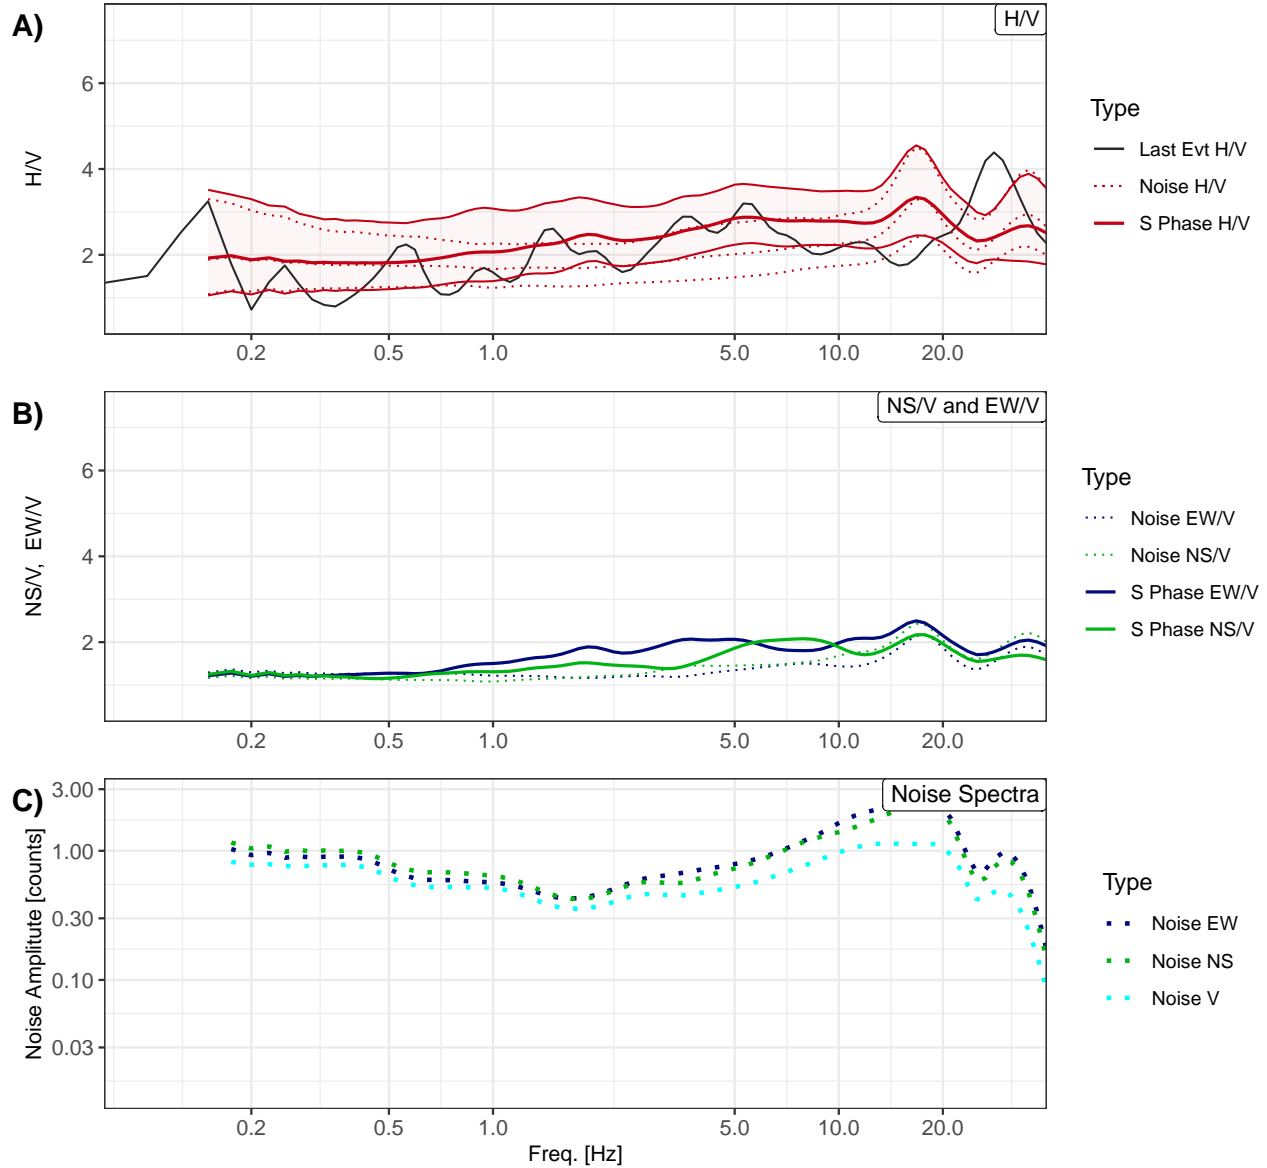 A)
H/V
6
4
2
H/V
0.2 0.5 1.0 5.0 10.0 20.0
Type
Last Evt H/V
Noise H/V
S Phase H/V
B)
NS/V and EW/V
6
4
2
NS/V, EW/V
0.2 0.5 1.0 5.0 10.0 20.0
Type
Noise EW/V
Noise NS/V
S Phase EW/V
S Phase NS/V
C)
Noise Spectra
3.00
1.00
0.30
0.10
0.03
Noise Amplitude [counts]
0.2 0.5 1.0 5.0 10.0 20.0
Freq. [Hz]
Type
Noise EW
Noise NS
Noise V